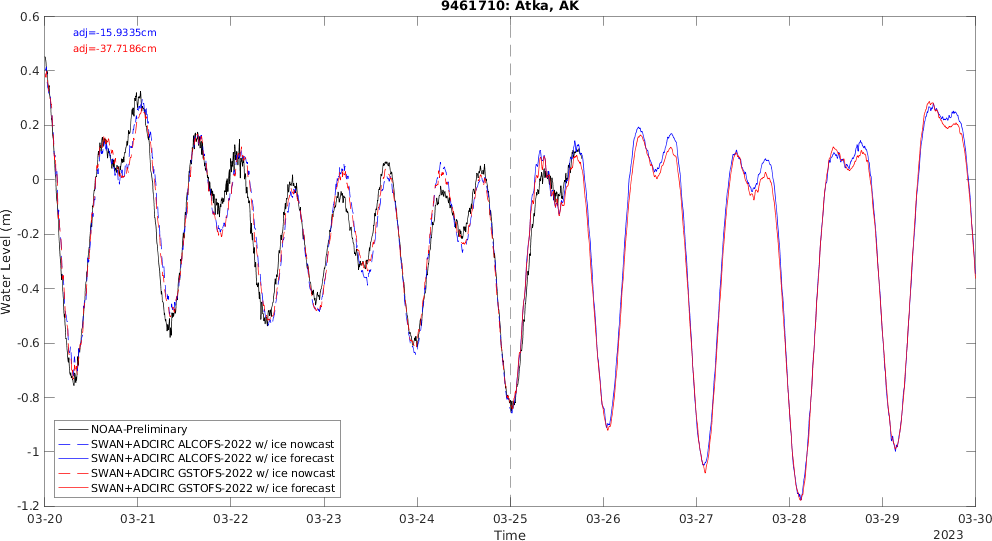 9461710: Atka, AK
adj=-15.9335cm
adj=-37.7186cm
0.6
0.4
0.2
0
-0.2
-0.4
-0.6
-0.8
-1
-1.2
Water Level (m)
NOAA-Preliminary
SWAN+ADCIRC ALCOFS-2022 w/ ice nowcast
SWAN+ADCIRC ALCOFS-2022 w/ ice forecast
SWAN+ADCIRC GSTOFS-2022 w/ ice nowcast
SWAN+ADCIRC GSTOFS-2022 w/ ice forecast
03-20 03-21 03-22 03-23 03-24 03-25 03-26 03-27 03-28 03-29 03-30
Time
2023